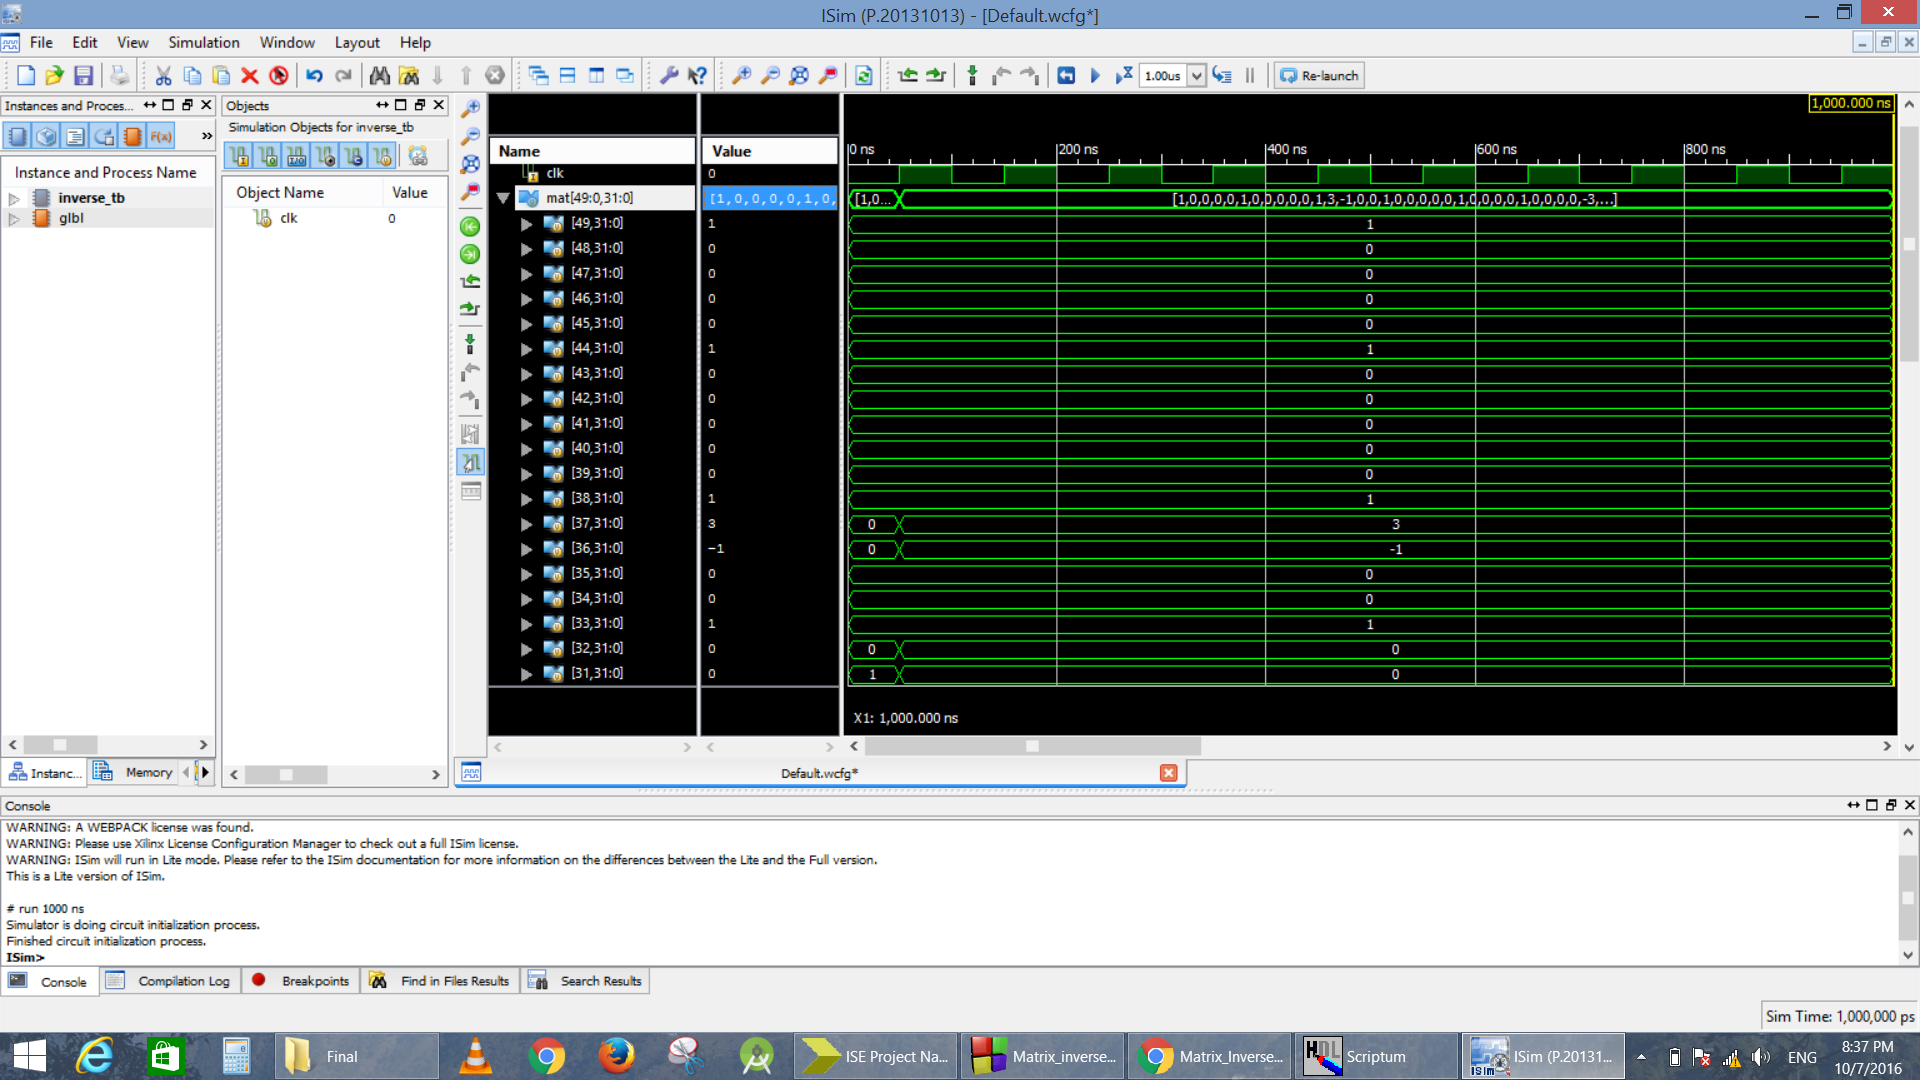 ISim (P.20131013) - [Default.wcfg*]
File Edit View Simulation Window Layout Help
1.00us
Re-launch
Instances and Proces...
Objects
Simulation Objects for inverse_tb
F(x)
»
Instance and Process Name
inverse_tb
glbl
Object Name Value
clk 0
Instanc...
Memory
1,000.000 ns
Name Value
0 ns 200 ns 400 ns 600 ns 800 ns
clk 0
mat[49:0,31:0] [1,0,0,0,0,1,0, [1,0... [1,0,0,0,0,1,0,0,0,0,0,1,3,-1,0,0,1,0,0,0,0,0,1,0,0,0,0,1,0,0,0,0,-3,...]
[49,31:0] 1 1
[48,31:0] 0 0
[47,31:0] 0 0
[46,31:0] 0 0
[45,31:0] 0 0
[44,31:0] 1 1
[43,31:0] 0 0
[42,31:0] 0 0
[41,31:0] 0 0
[40,31:0] 0 0
[39,31:0] 0 0
[38,31:0] 1 1
[37,31:0] 3 0 3
[36,31:0] -1 0 -1
[35,31:0] 0 0
[34,31:0] 0 0
[33,31:0] 1 1
[32,31:0] 0 0 0
[31,31:0] 0 1 0
X1: 1,000.000 ns
Default.wcfg*
Console
WARNING: A WEBPACK license was found.
WARNING: Please use Xilinx License Configuration Manager to check out a full ISim license.
WARNING: ISim will run in Lite mode. Please refer to the ISim documentation for more information on the differences between the Lite and the Full version.
This is a Lite version of ISim.
# run 1000 ns
Simulator is doing circuit initialization process.
Finished circuit initialization process.
ISim>
Console Compilation Log Breakpoints Find in Files Results Search Results
Sim Time: 1,000,000 ps
Final
ISE Project Na...
Matrix_inverse...
Matrix_Inverse...
HDL
Scriptum
ISim
ISim (P.20131...
ENG
8:37 PM
10/7/2016